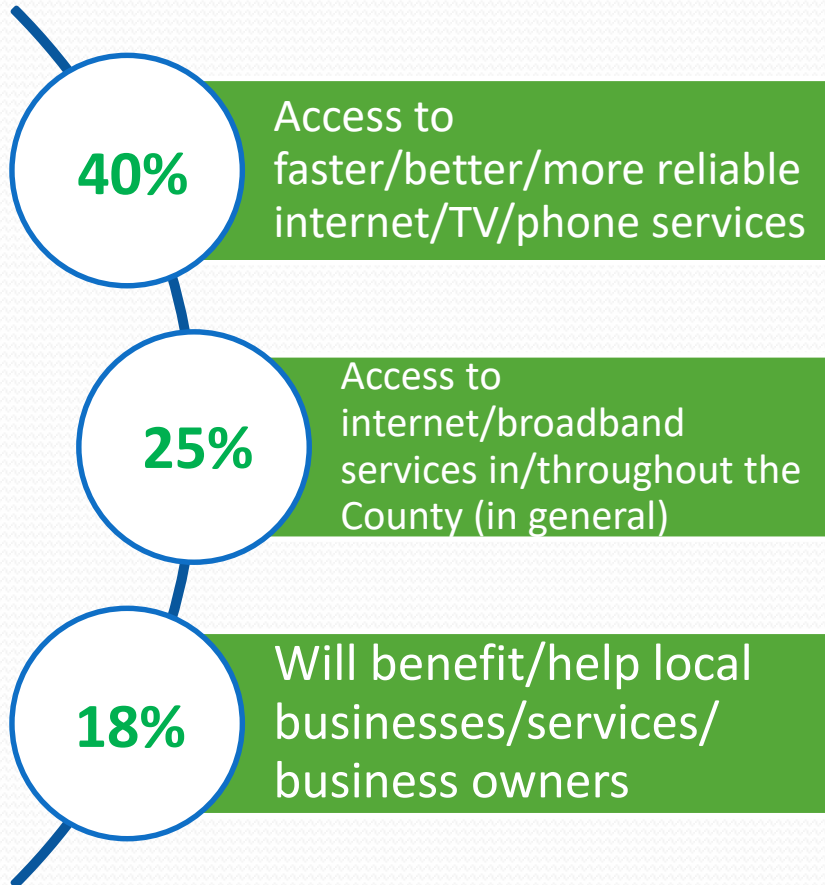 40%
Access to
faster/better/more reliable
internet/TV/phone services
25%
Access to
internet/broadband
services in/throughout the
County (in general)
18%
Will benefit/help local
businesses/services/
business owners